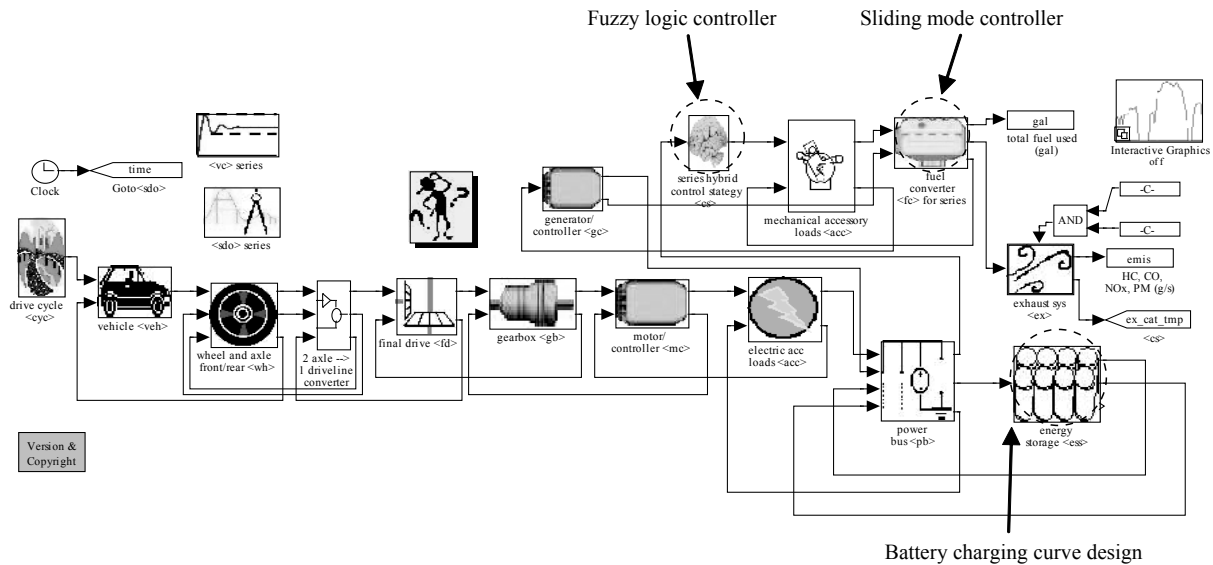 Fuzzy logic controller
Sliding mode controller
<vc> series
time
Clock
Goto<sdo>
<sdo> series
series hybrid
control stategy
<cs>
mechanical accessory
loads <acc>
fuel
converter
<fc> for series
gal
total fuel used
(gal)
Interactive Graphics
off
generator/
controller <gc>
-C-
AND
-C-
emis
HC, CO,
NOx, PM (g/s)
exhaust sys
<ex>
ex_cat_tmp
<cs>
drive cycle
<cyc>
vehicle <veh>
wheel and axle
front/rear <wh>
2 axle -->
1 driveline
converter
final drive <fd>
gearbox <gb>
motor/
controller <mc>
electric acc
loads <acc>
power
bus <pb>
energy
storage <ess>
Version &
Copyright
Battery charging curve design